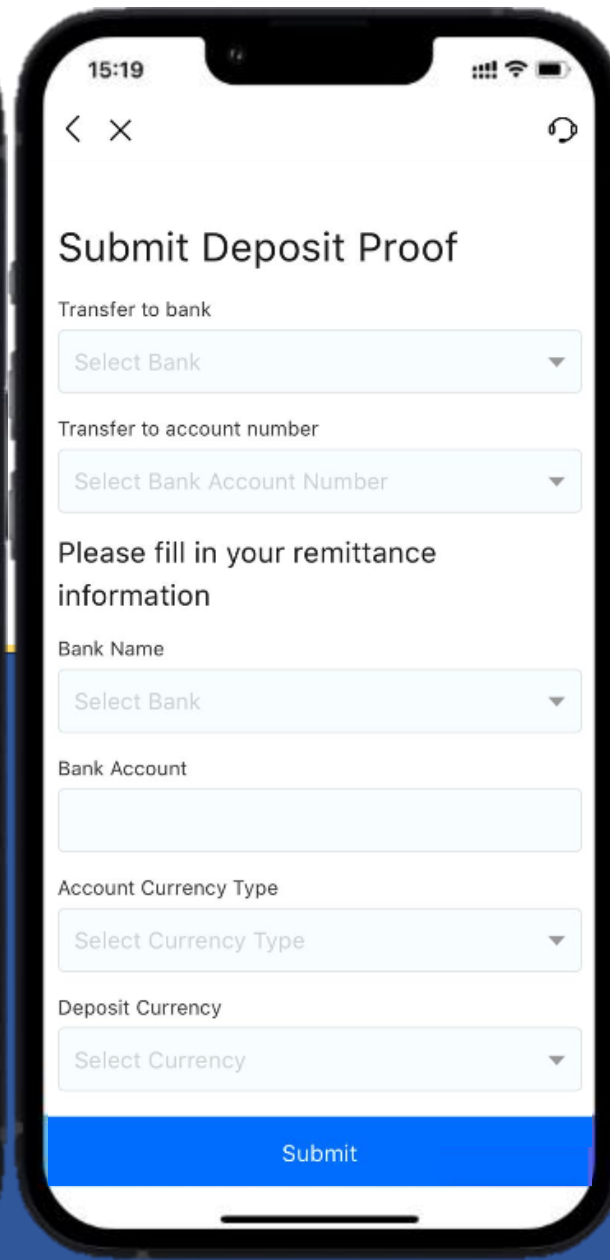 15:19
Submit Deposit Proof
Transfer to bank
Select Bank
Transfer to account number
Select Bank Account Number
Please fill in your remittance
information
Bank Name
Select Bank
Bank Account
Account Currency Type
Select Currency Type
Deposit Currency
Select Currency
Submit